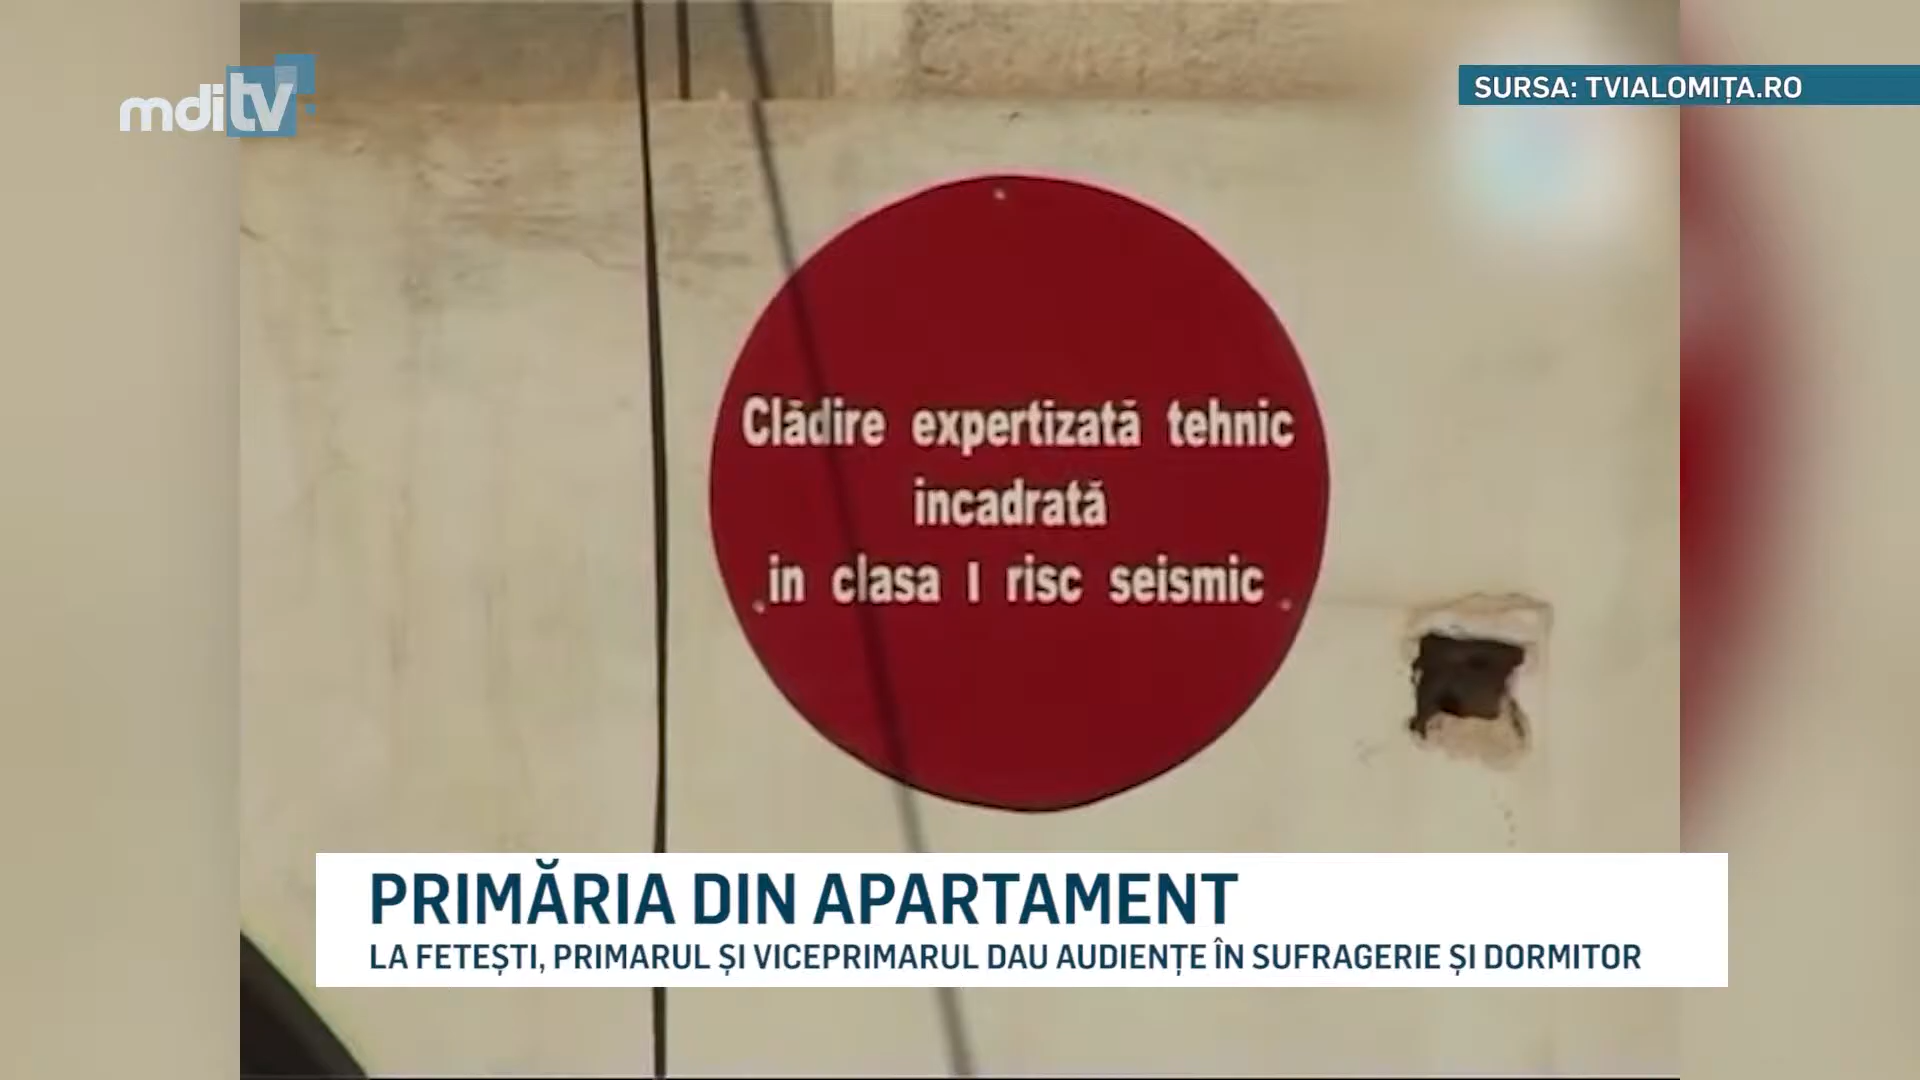 mditv
SURSA: TVIALOMIȚA.RO
Clădire expertizată tehnic
incadrată
in clasa I risc seismic
PRIMĂRIA DIN APARTAMENT
LA FETEȘTI, PRIMARUL ȘI VICEPRIMARUL DAU AUDIENȚE ÎN SUFRAGERIE ȘI DORMITOR